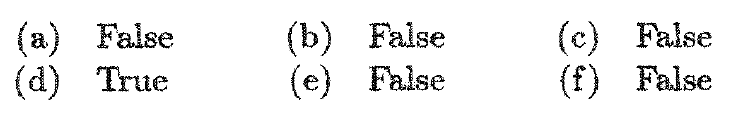 (a) False (b) False (c) False
(d) True (e) False (f) False